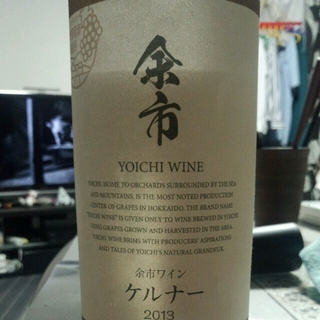 余市
YOICHI WINE
YOICHI, HOME TO ORCHARDS SURROUNDED BY THE SEA
AND MOUNTAINS, IS THE MOST NOTED PRODUCTION
CENTER OF GRAPES IN HOKKAIDO. THE BRAND NAME
"YOICHI WINE" IS GIVEN ONLY TO WINE BREWED IN YOICHI
USING GRAPES GROWN AND HARVESTED IN THE AREA.
YOICHI WINE BRIMS WITH PRODUCERS' ASPIRATIONS
AND TALES OF YOICHI'S NATURAL GRANDEUR.
余市ワイン
ケルナー
2013